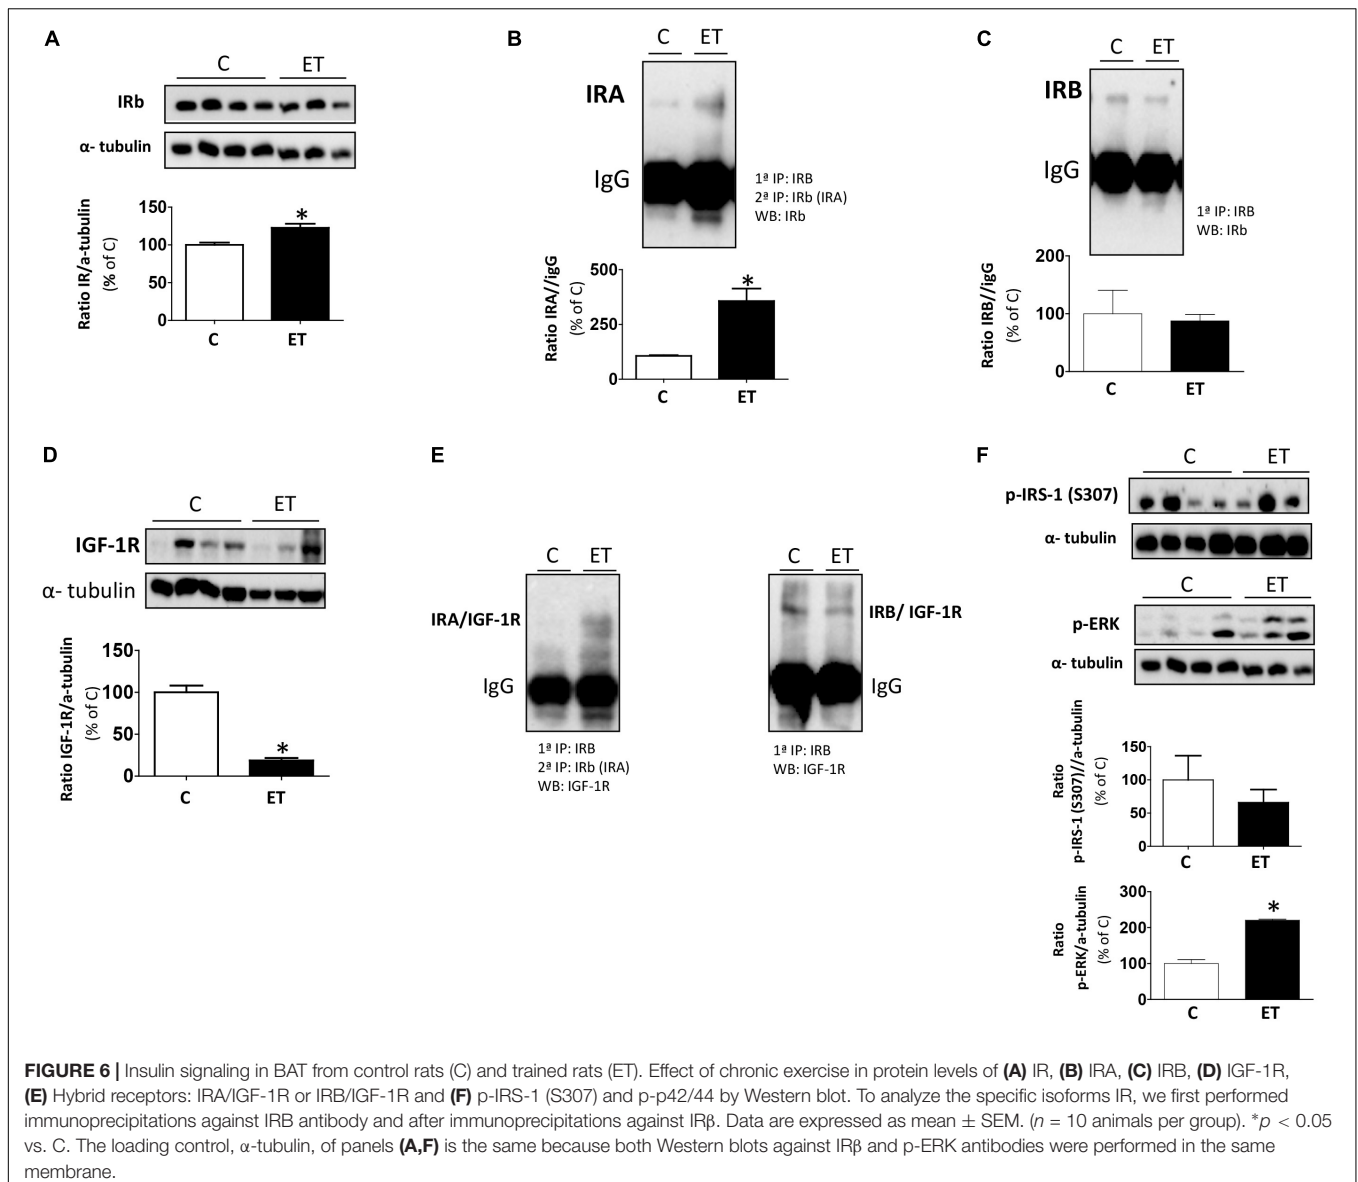 A
C ET
IRb
α- tubulin
Ratio IR/a-tubulin
(% of C)
150
100
50
0
*
C ET
B
C ET
IRA
IgG
1ª IP: IRB
2ª IP: IRb (IRA)
WB: IRb
Ratio IRA//igG
(% of C)
500
250
0
*
C ET
C
C ET
IRB
IgG
1ª IP: IRB
WB: IRb
Ratio IRB//igG
(% of C)
200
100
0
C ET
D
C ET
IGF-1R
α- tubulin
Ratio IGF-1R/a-tubulin
(% of C)
150
100
50
0
*
C ET
E
C ET
IRA/IGF-1R
IgG
1ª IP: IRB
2ª IP: IRb (IRA)
WB: IGF-1R
C ET
IRB/ IGF-1R
IgG
1ª IP: IRB
WB: IGF-1R
F
C ET
p-IRS-1 (S307)
α- tubulin
C ET
p-ERK
α- tubulin
Ratio
p-IRS-1 (S307)//a-tubulin
(% of C)
150
100
50
0
C ET
Ratio
p-ERK/a-tubulin
(% of C)
300
200
100
0
*
C ET
FIGURE 6 | Insulin signaling in BAT from control rats (C) and trained rats (ET). Effect of chronic exercise in protein levels of (A) IR, (B) IRA, (C) IRB, (D) IGF-1R,
(E) Hybrid receptors: IRA/IGF-1R or IRB/IGF-1R and (F) p-IRS-1 (S307) and p-p42/44 by Western blot. To analyze the specific isoforms IR, we first performed
immunoprecipitations against IRB antibody and after immunoprecipitations against IRβ. Data are expressed as mean ± SEM. (n = 10 animals per group). *p < 0.05
vs. C. The loading control, α-tubulin, of panels (A,F) is the same because both Western blots against IRβ and p-ERK antibodies were performed in the same
membrane.